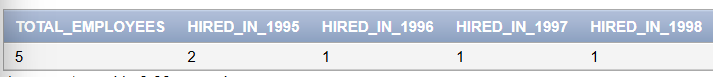 TOTAL_EMPLOYEES HIRED_IN_1995 HIRED_IN_1996 HIRED_IN_1997 HIRED_IN_1998
5 2 1 1 1